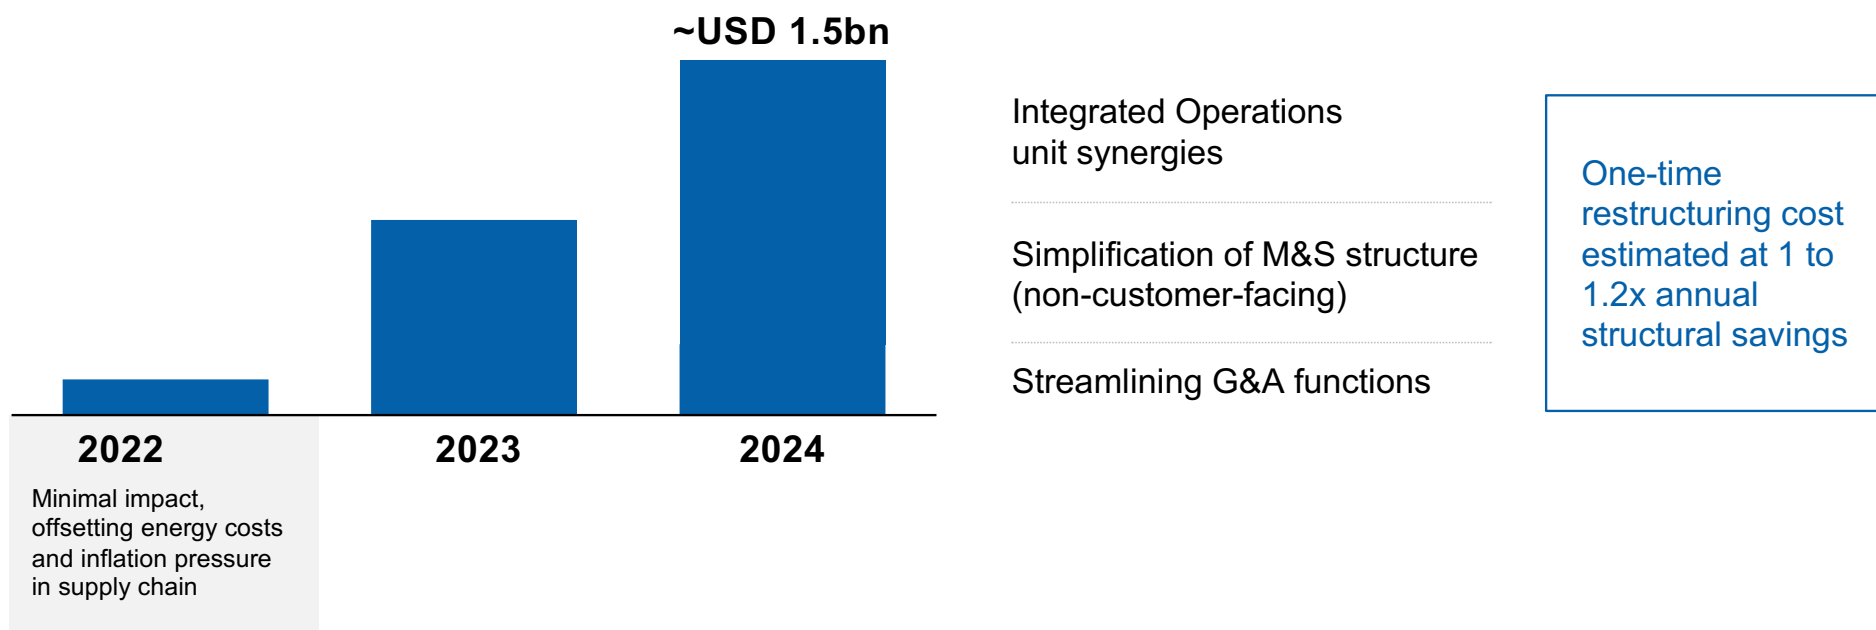 ~USD 1.5bn
2022
2023
2024
Minimal impact,
offsetting energy costs
and inflation pressure
in supply chain
Integrated Operations
unit synergies
Simplification of M&S structure
(non-customer-facing)
Streamlining G&A functions
One-time
restructuring cost
estimated at 1 to
1.2x annual
structural savings